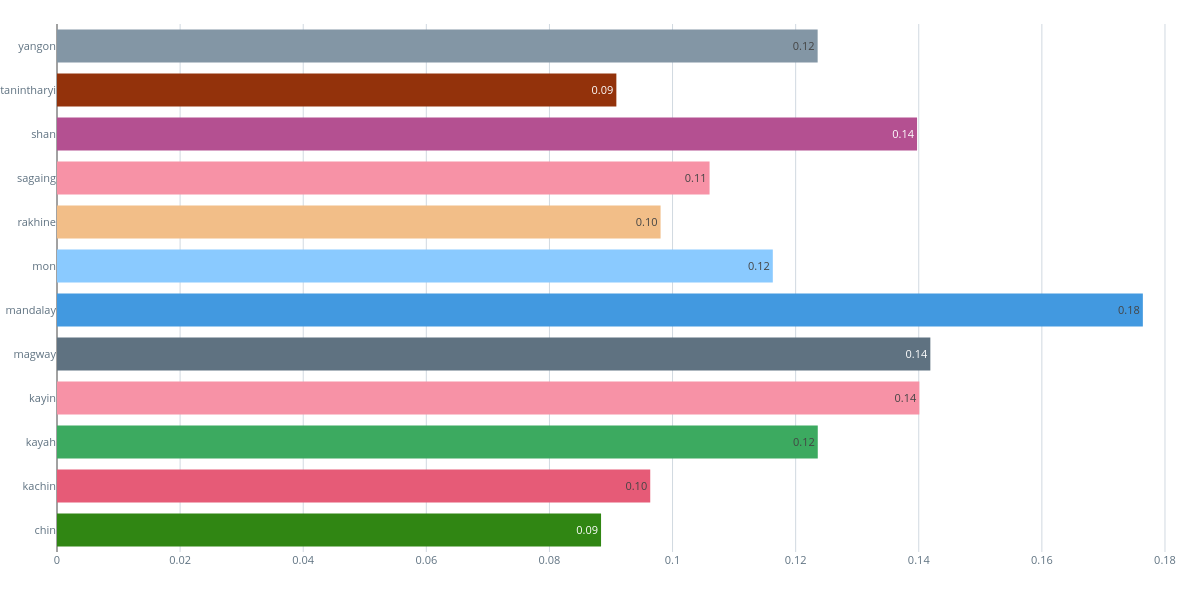 yangon 0.12
tanintharyi 0.09
shan 0.14
sagaing 0.11
rakhine 0.10
mon 0.12
mandalay 0.18
magway 0.14
kayin 0.14
kayah 0.12
kachin 0.10
chin 0.09
0 0.02 0.04 0.06 0.08 0.1 0.12 0.14 0.16 0.18